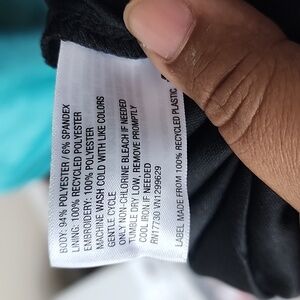 BODY: 94% POLYESTER / 6% SPANDEX
LINING: 100% RECYCLED POLYESTER
EMBROIDERY: 100% POLYESTER
MACHINE WASH COLD WITH LIKE COLORS
GENTLE CYCLE
ONLY NON-CHLORINE BLEACH IF NEEDED
TUMBLE DRY LOW, REMOVE PROMPTLY
COOL IRON IF NEEDED
RN17730 VN1299629
LABEL MADE FROM 100% RECYCLED PLASTIC